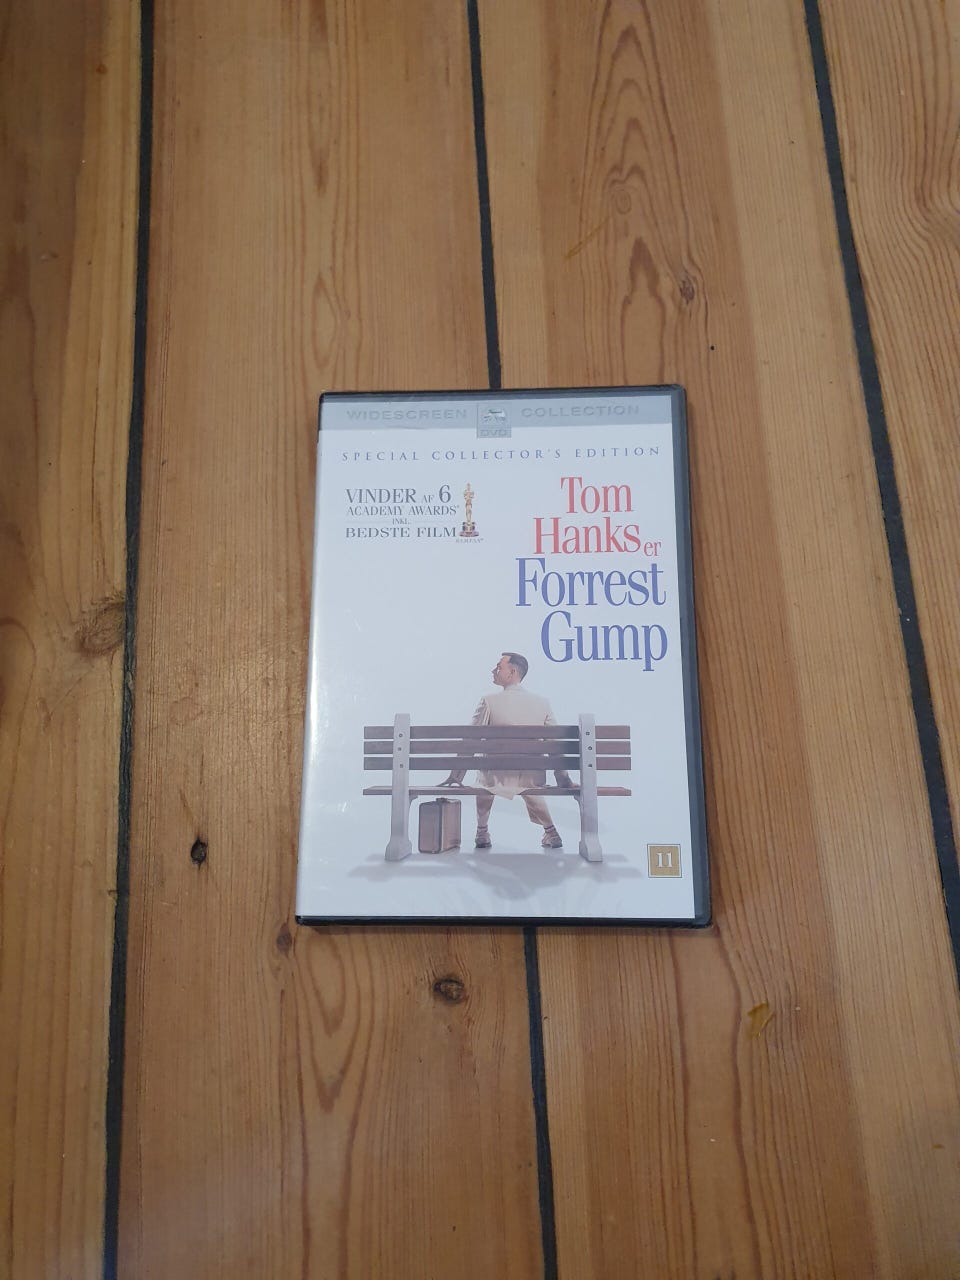 WIDESCREEN DVD COLLECTION
SPECIAL COLLECTOR'S EDITION
VINDER AF 6
ACADEMY AWARDS®
INKL.
BEDSTE FILM
Tom
Hanks er
Forrest
Gump
11